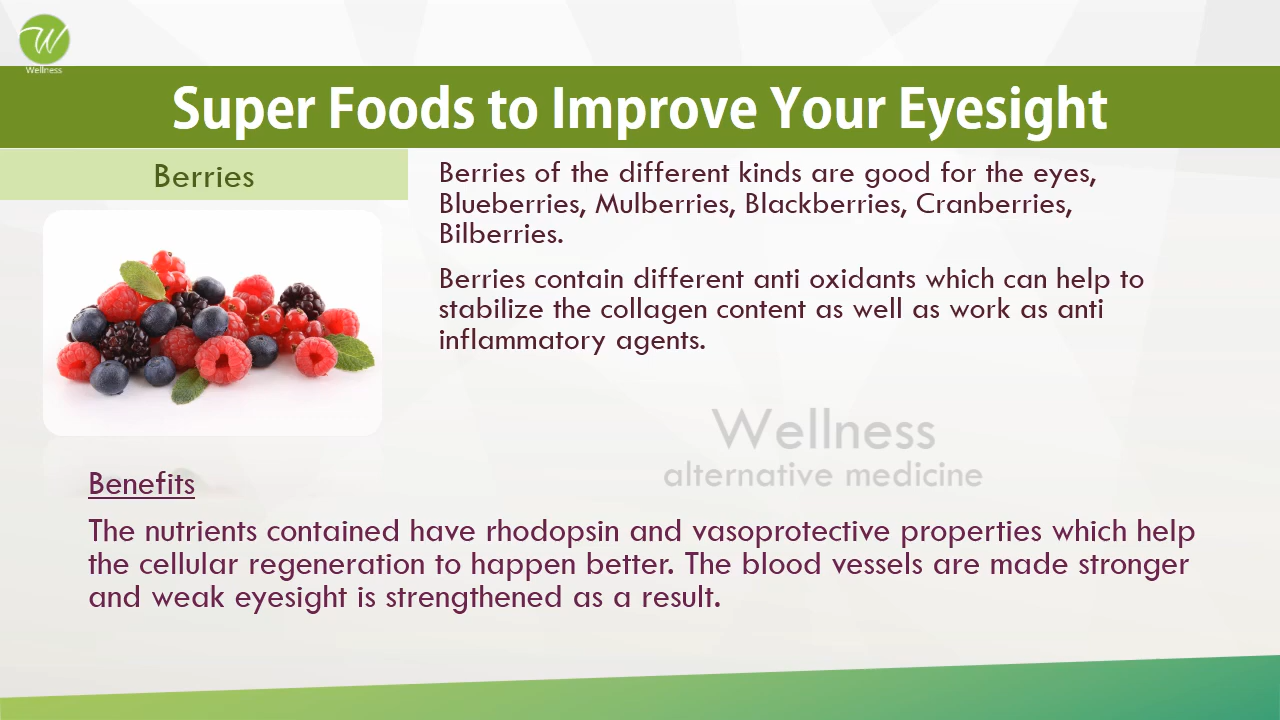 W
Wellness
Super Foods to Improve Your Eyesight
Berries
Berries of the different kinds are good for the eyes,
Blueberries, Mulberries, Blackberries, Cranberries,
Bilberries.
Berries contain different anti oxidants which can help to
stabilize the collagen content as well as work as anti
inflammatory agents.
Wellness
alternative medicine
Benefits
The nutrients contained have rhodopsin and vasoprotective properties which help
the cellular regeneration to happen better. The blood vessels are made stronger
and weak eyesight is strengthened as a result.